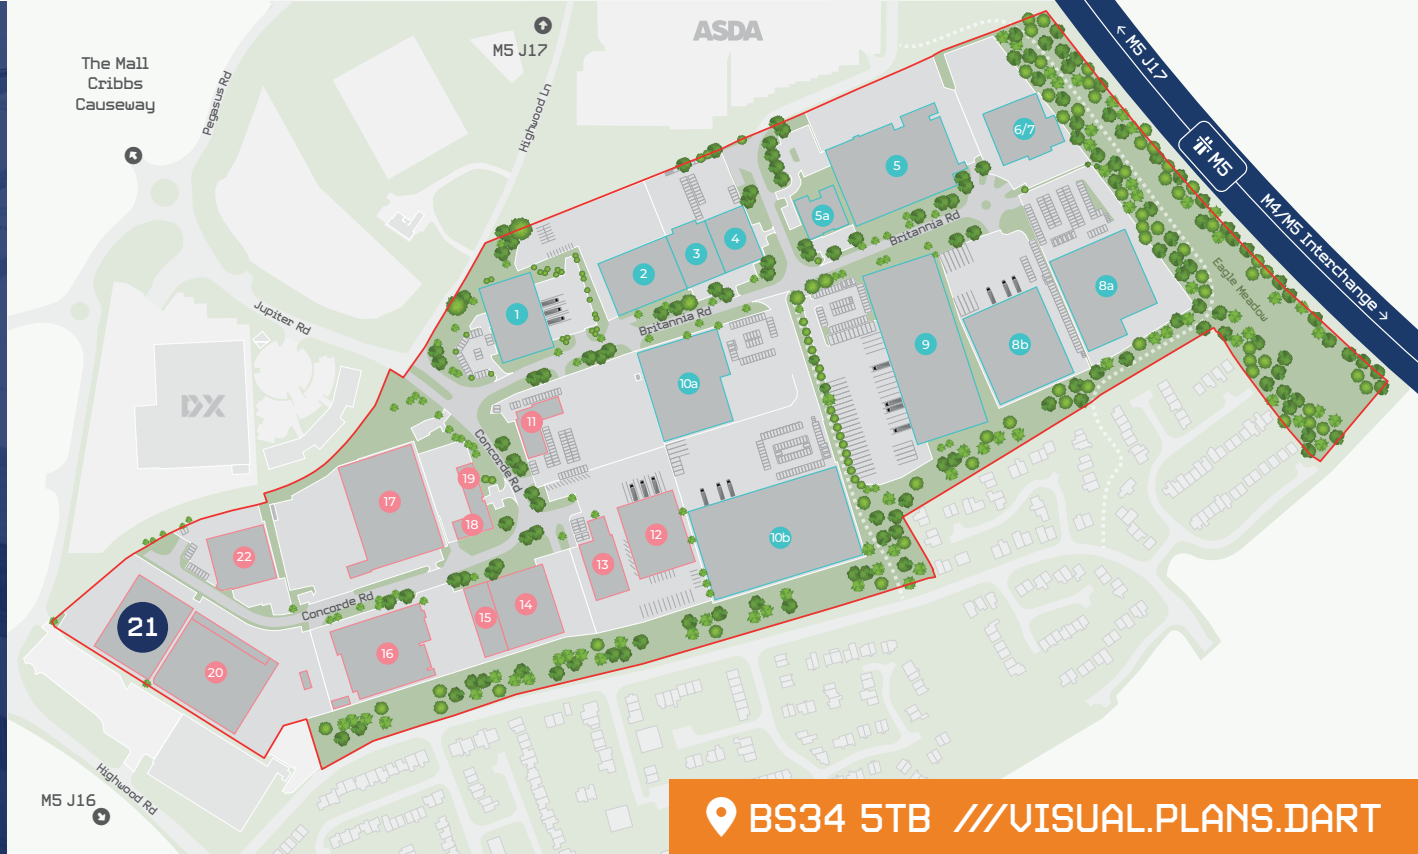 ASDA
M5 J17
The Mall
Cribbs
Causeway
Pegasus Rd
Highwood Ln
← M5 J17
M5
M4/M5 Interchange →
6/7
5
5a
Britannia Rd
4
3
2
1
Britannia Rd
Eagle Meadow
8a
8b
9
10a
Jupiter Rd
DX
11
Concorde Rd
19
18
17
12
10b
13
22
14
15
Concorde Rd
16
21
20
Highwood Rd
M5 J16
BS34 5TB ///VISUAL.PLANS.DART